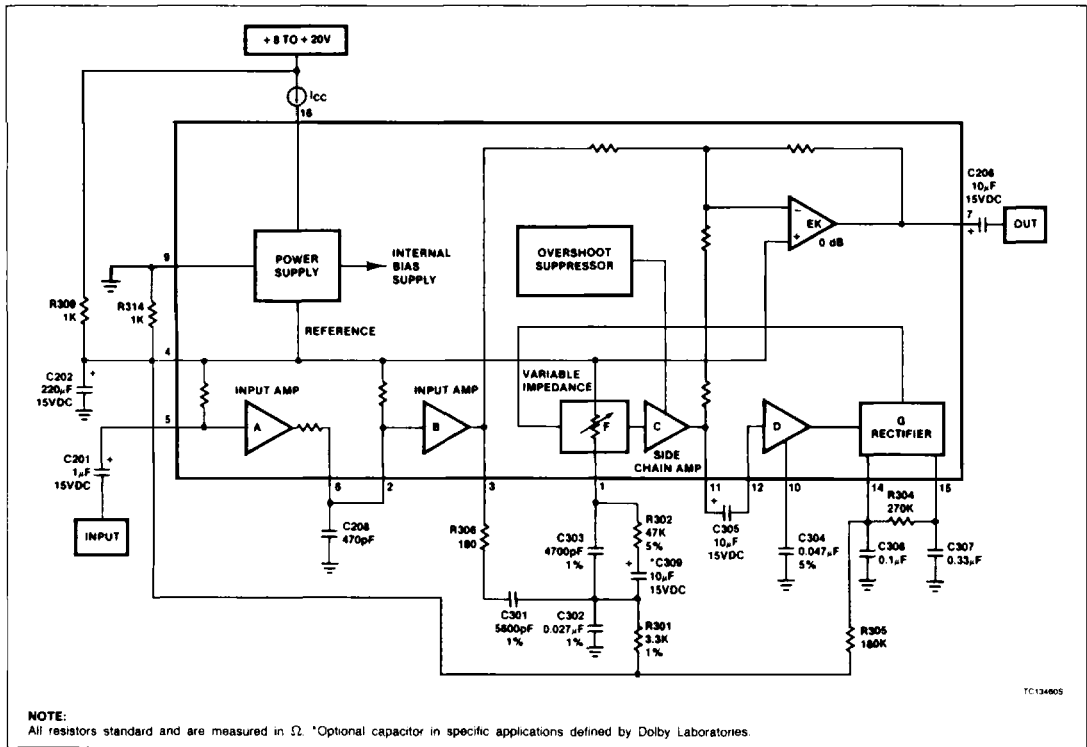 + 8 TO + 20V
ICC
16
C206
10µF
15VDC
7
+
OUT
−
EK
+
0 dB
OVERSHOOT
SUPPRESSOR
9
POWER
SUPPLY
INTERNAL
BIAS
SUPPLY
R309
1K
R314
1K
REFERENCE
4
C202
220µF
15VDC
+
INPUT AMP
A
INPUT AMP
B
VARIABLE
IMPEDANCE
F
C
SIDE
CHAIN AMP
D
G
RECTIFIER
5
C201
1µF
15VDC
+
INPUT
6
2
3
1
11
12
10
14
15
C208
470pF
R306
180
C303
4700pF
1%
R302
47K
5%
+
*C309
10µF
15VDC
+
C305
10µF
15VDC
C304
0.047µF
5%
R304
270K
C306
0.1µF
C307
0.33µF
C301
5600pF
1%
C302
0.027µF
1%
R301
3.3K
1%
R305
180K
TC13460S
NOTE:
All resistors standard and are measured in Ω. *Optional capacitor in specific applications defined by Dolby Laboratories.